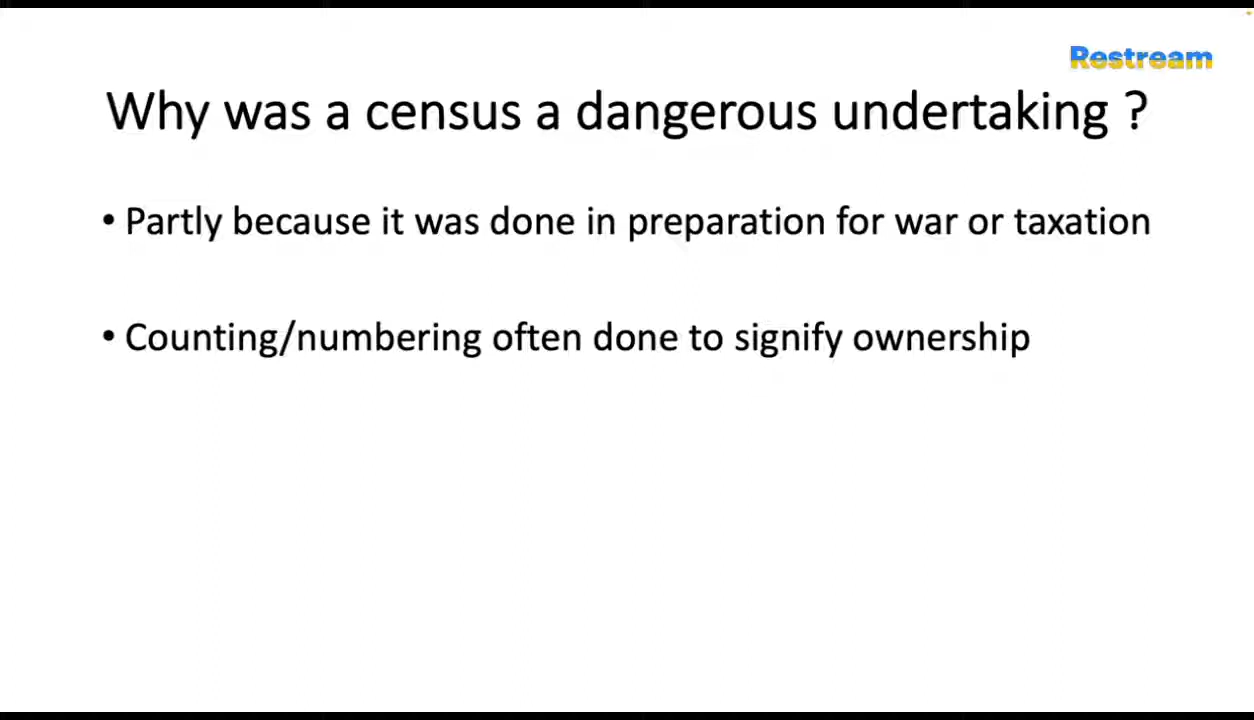 Restream
Why was a census a dangerous undertaking ?
• Partly because it was done in preparation for war or taxation
• Counting/numbering often done to signify ownership